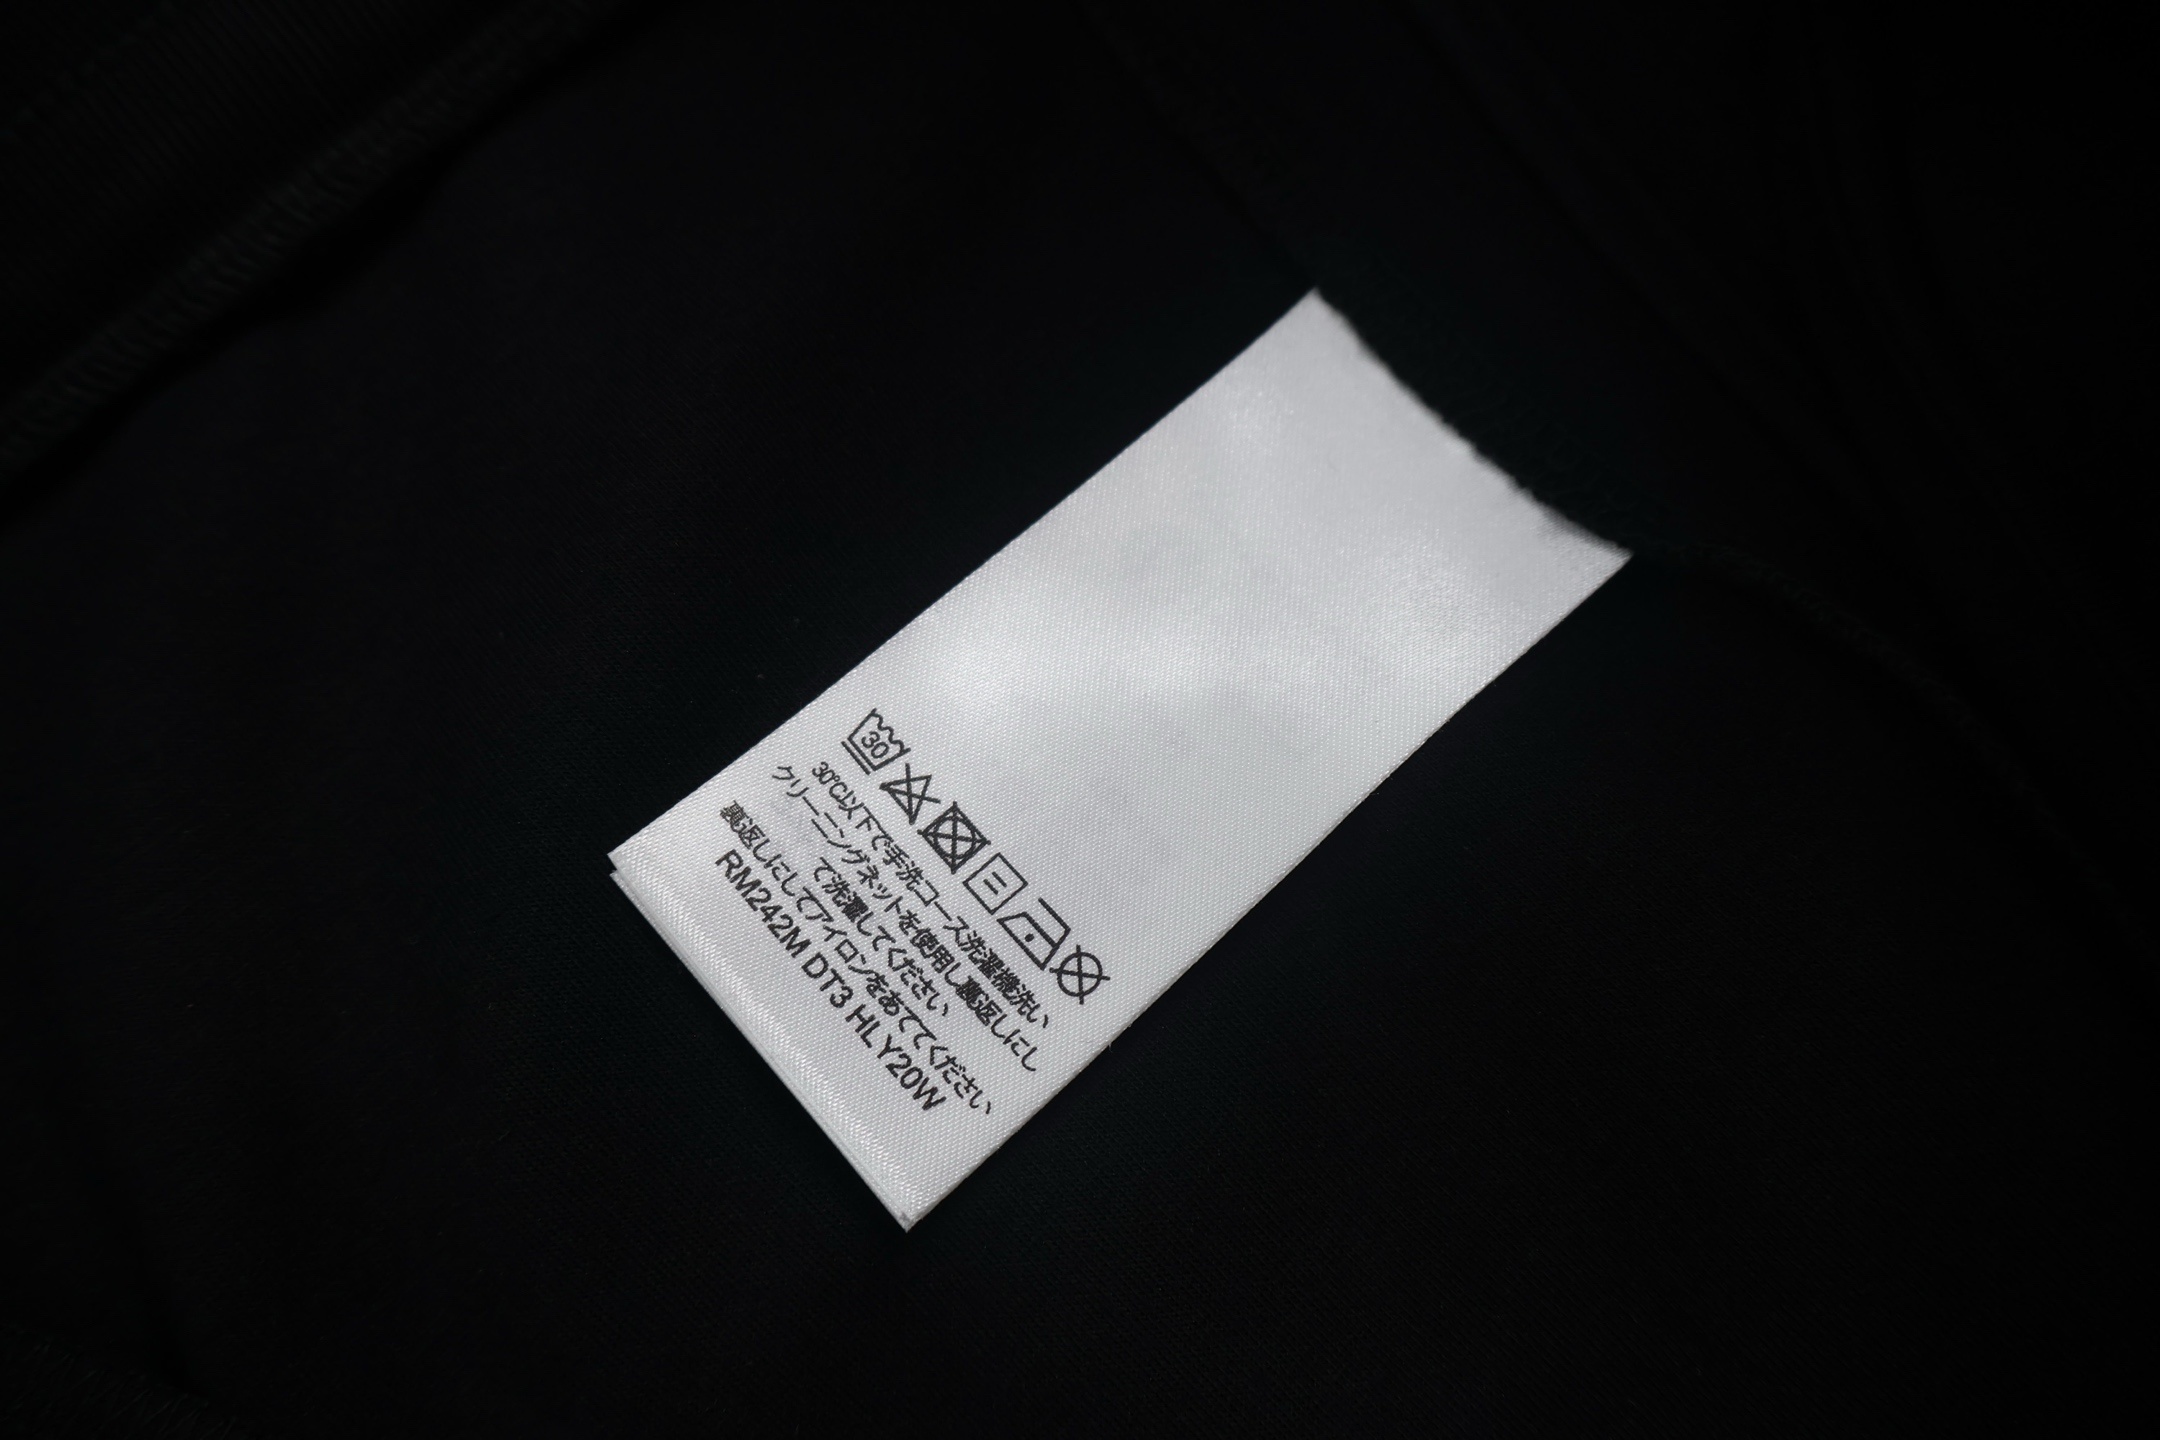 30
30℃以下で手洗コース洗濯機洗い
クリーニングネットを使用し裏返しにし
て洗濯してください
裏返しにしてアイロンをあててください
RM242M DT3 HLY20W